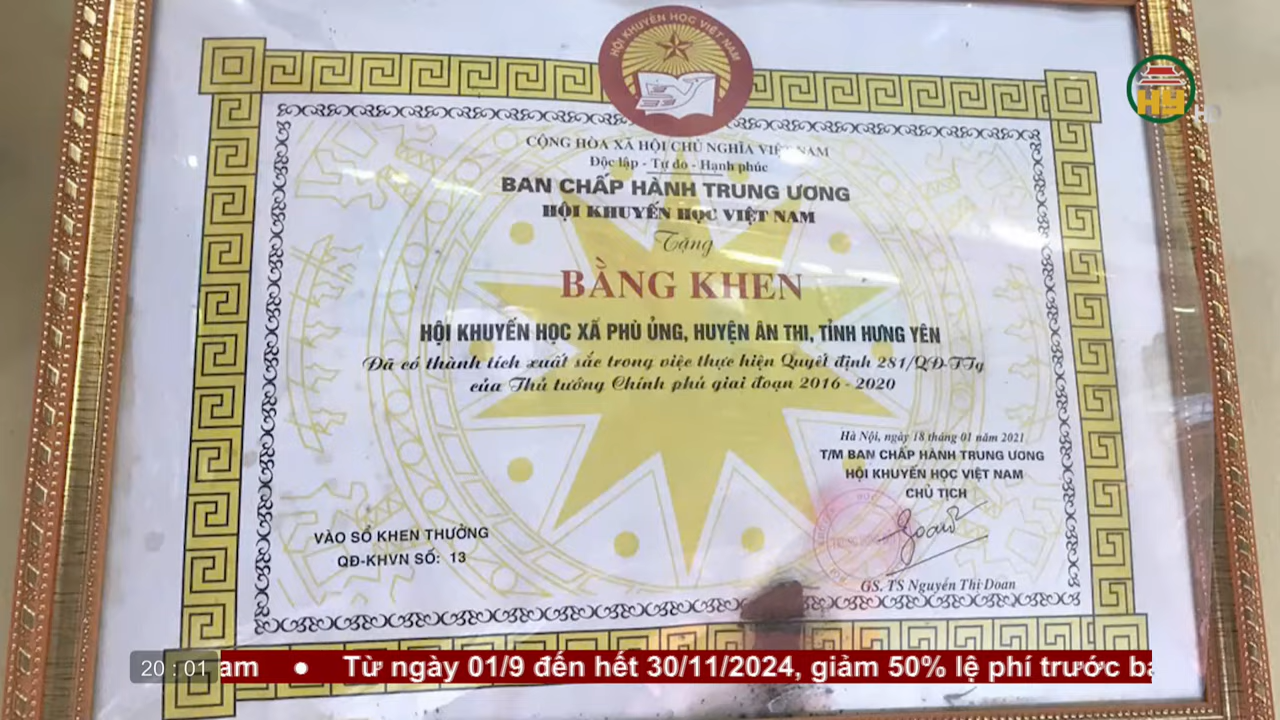 HỘI KHUYẾN HỌC VIỆT NAM
HY
CỘNG HÒA XÃ HỘI CHỦ NGHĨA VIỆT NAM
Độc lập - Tự do - Hạnh phúc
BAN CHẤP HÀNH TRUNG ƯƠNG
HỘI KHUYẾN HỌC VIỆT NAM
Tặng
BẰNG KHEN
HỘI KHUYẾN HỌC XÃ PHÙ ỦNG, HUYỆN ÂN THI, TỈNH HƯNG YÊN
Đã có thành tích xuất sắc trong việc thực hiện Quyết định 281/QĐ-TTg
của Thủ tướng Chính phủ giai đoạn 2016 - 2020
Hà Nội, ngày 18 tháng 01 năm 2021
T/M BAN CHẤP HÀNH TRUNG ƯƠNG
HỘI KHUYẾN HỌC VIỆT NAM
CHỦ TỊCH
VÀO SỔ KHEN THƯỞNG
QĐ-KHVN SỐ: 13
GS. TS Nguyễn Thị Doan
20 : 01 am • Từ ngày 01/9 đến hết 30/11/2024, giảm 50% lệ phí trước bạ